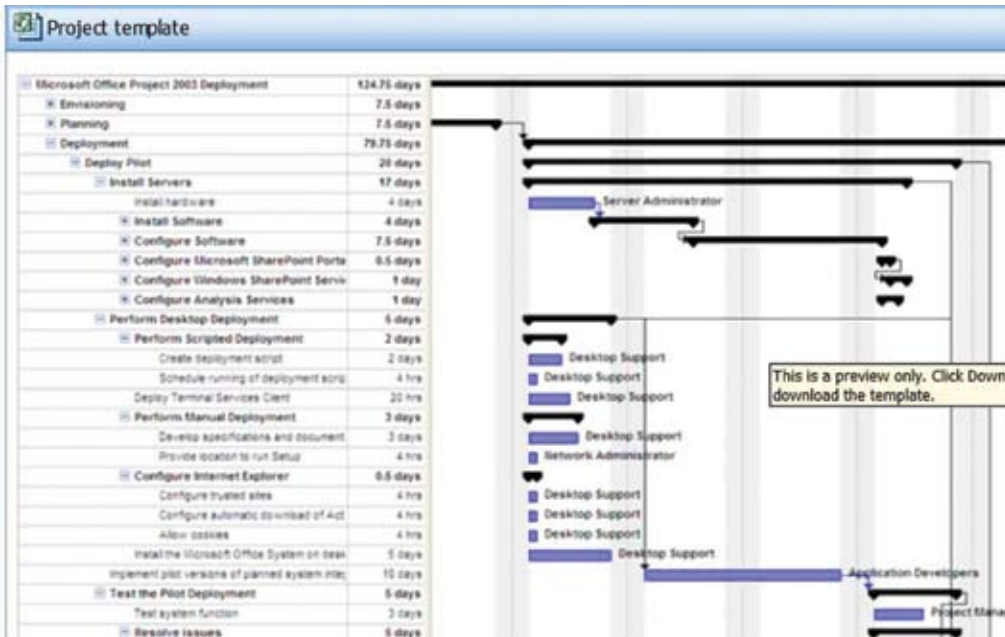 Project template
Microsoft Office Project 2003 Deployment 124.75 days
Envisioning 7.5 days
Planning 7.5 days
Deployment 79.75 days
Deploy Pilot 20 days
Install Servers 17 days
Install hardware 4 days Server Administrator
Install Software 4 days
Configure Software 7.5 days
Configure Microsoft SharePoint Porta 0.5 days
Configure Windows SharePoint Servi 1 day
Configure Analysis Services 1 day
Perform Desktop Deployment 5 days
Perform Scripted Deployment 2 days
Create deployment script 2 days Desktop Support
Schedule running of deployment scrip 4 hrs Desktop Support
Deploy Terminal Services Client 20 hrs Desktop Support
This is a preview only. Click Down
download the template.
Perform Manual Deployment 3 days
Develop specifications and document 3 days Desktop Support
Provide location to run Setup 4 hrs Network Administrator
Configure Internet Explorer 0.5 days
Configure trusted sites 4 hrs Desktop Support
Configure automatic download of Act 4 hrs Desktop Support
Allow cookies 4 hrs Desktop Support
Install the Microsoft Office System on desk 5 days Desktop Support
Implement pilot versions of planned system integ 10 days Application Developers
Test the Pilot Deployment 5 days
Test system function 3 days Project Mana
Resolve issues 5 days